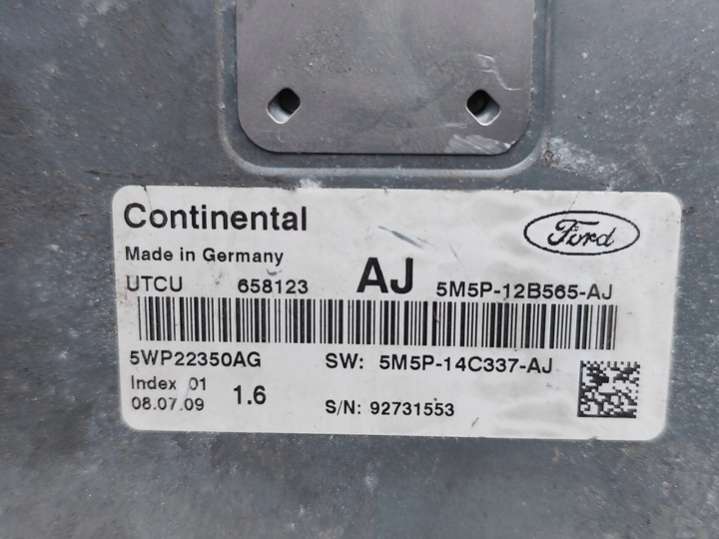 Continental
Ford
Made in Germany
UTCU 658123 AJ 5M5P-12B565-AJ
5WP22350AG SW: 5M5P-14C337-AJ
Index 01
08.07.09 1.6 S/N: 92731553